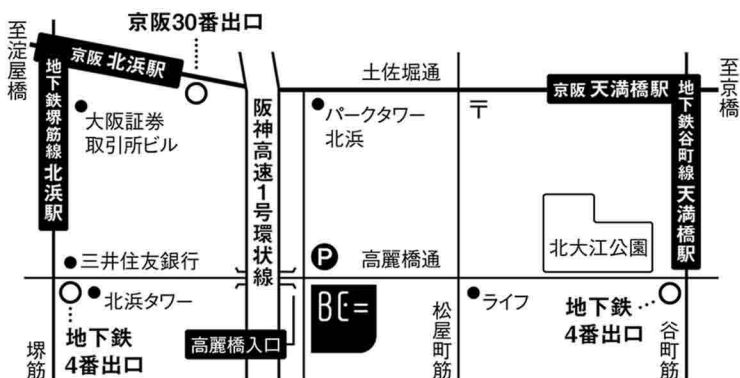 京阪30番出口
至淀屋橋
京阪 北浜駅
地下鉄堺筋線 北浜駅
大阪証券
取引所ビル
阪神高速1号環状線
土佐堀通
パークタワー
北浜
〒
京阪 天満橋駅
至京橋
地下鉄谷町線 天満橋駅
北大江公園
三井住友銀行
P
高麗橋通
北浜タワー
地下鉄
4番出口
堺筋
高麗橋入口
BE=
松屋町筋
ライフ
地下鉄
4番出口
谷町筋